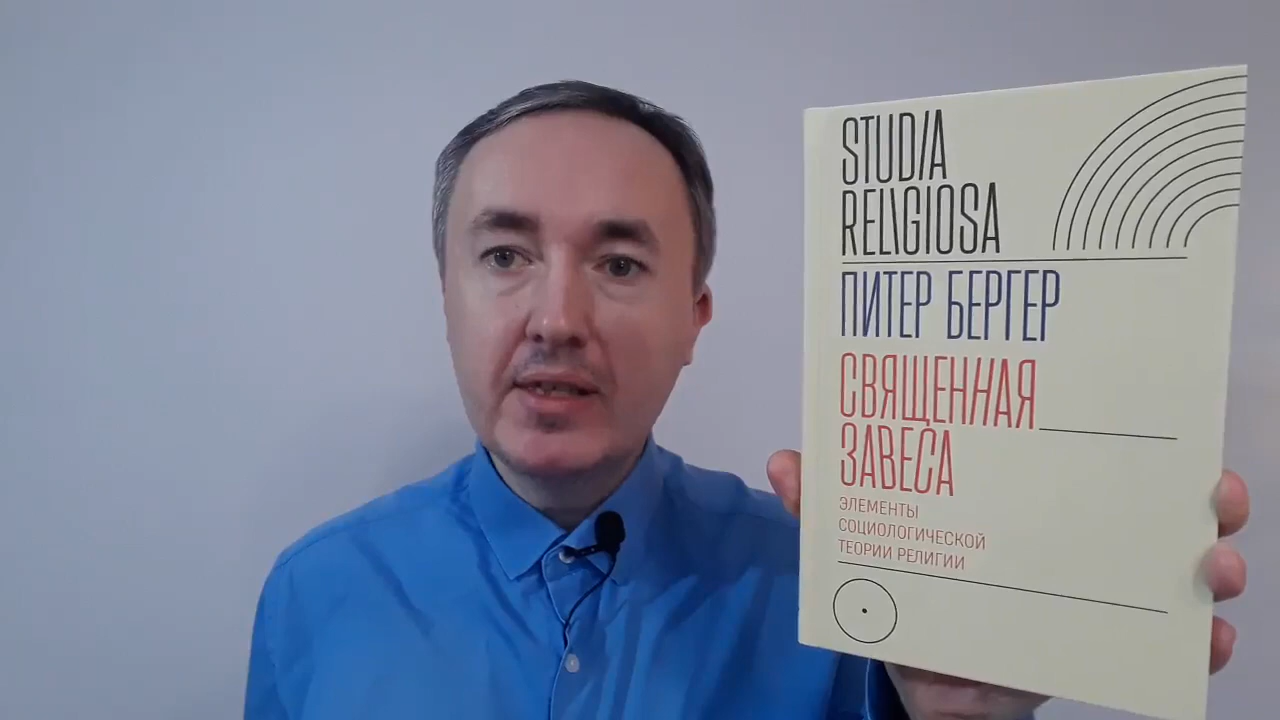 STUDIA
RELIGIOSA
ПИТЕР БЕРГЕР
СВЯЩЕННАЯ
ЗАВЕСА
ЭЛЕМЕНТЫ
СОЦИОЛОГИЧЕСКОЙ
ТЕОРИИ РЕЛИГИИ